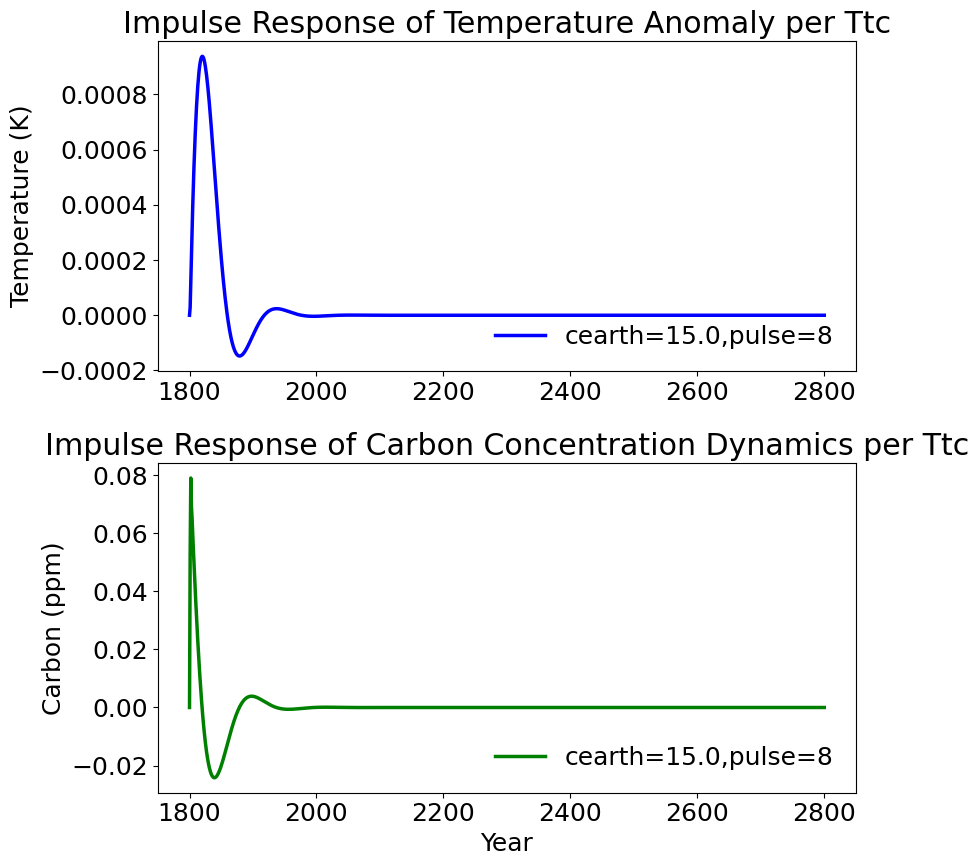 Impulse Response of Temperature Anomaly per Ttc
Temperature (K)
0.0008
0.0006
0.0004
0.0002
0.0000
−0.0002
cearth=15.0,pulse=8
1800 2000 2200 2400 2600 2800
Impulse Response of Carbon Concentration Dynamics per Ttc
Carbon (ppm)
0.08
0.06
0.04
0.02
0.00
−0.02
cearth=15.0,pulse=8
1800 2000 2200 2400 2600 2800
Year